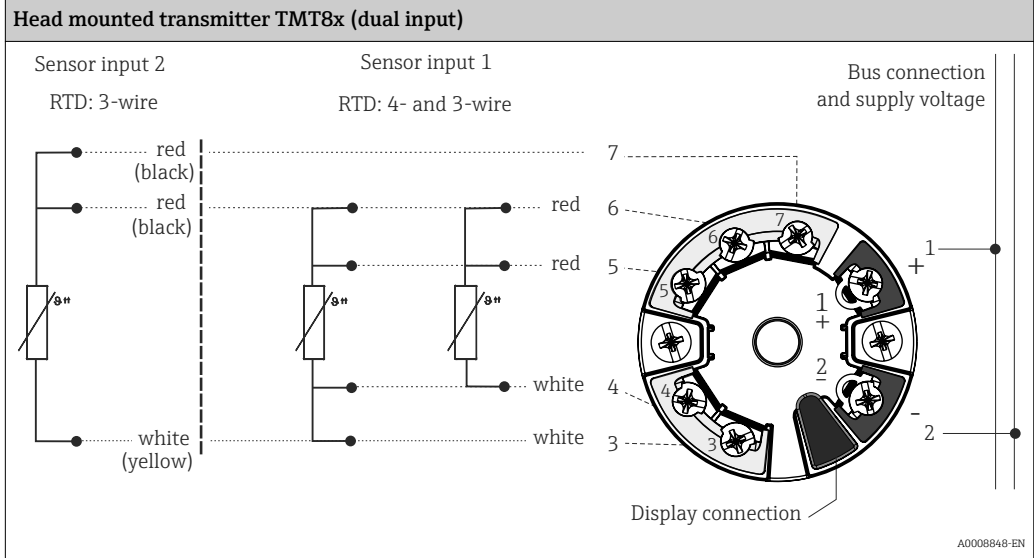 Head mounted transmitter TMT8x (dual input)
Sensor input 2
RTD: 3-wire
Sensor input 1
RTD: 4- and 3-wire
Bus connection
and supply voltage
red
(black)
7
red
(black)
red
6
red
5
white
4
white
(yellow)
white
3
7
6
5
4
3
1
+
2
-
1
+
-
2
ϑ
ϑ
ϑ
Display connection
A0008848-EN